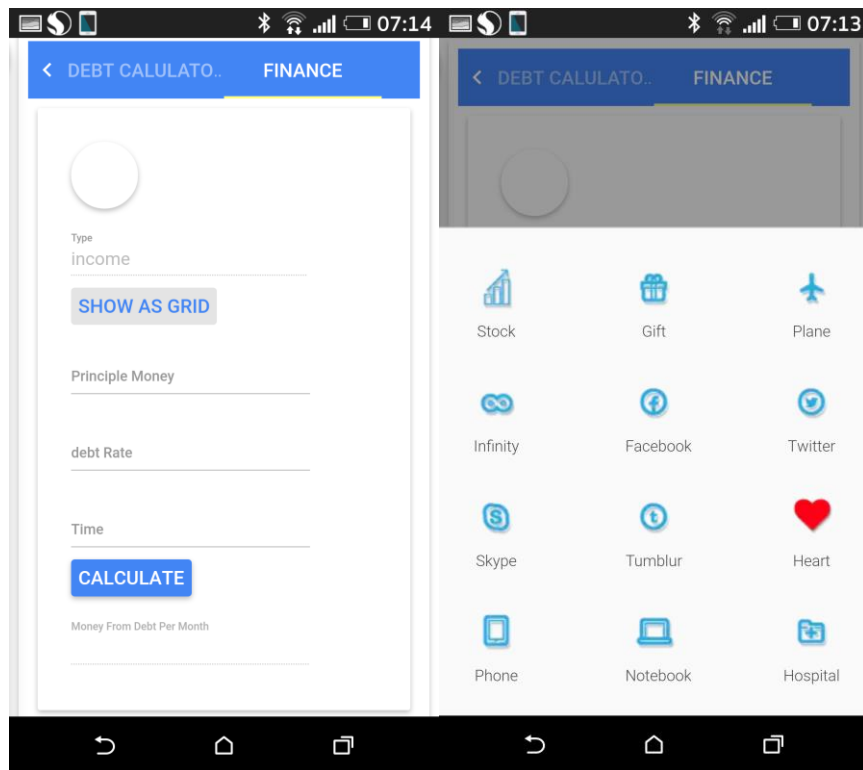 07:14
DEBT CALULATO.. FINANCE
Type
income
SHOW AS GRID
Principle Money
debt Rate
Time
CALCULATE
Money From Debt Per Month
07:13
DEBT CALULATO.. FINANCE
Stock Gift Plane
Infinity Facebook Twitter
Skype Tumblur Heart
Phone Notebook Hospital